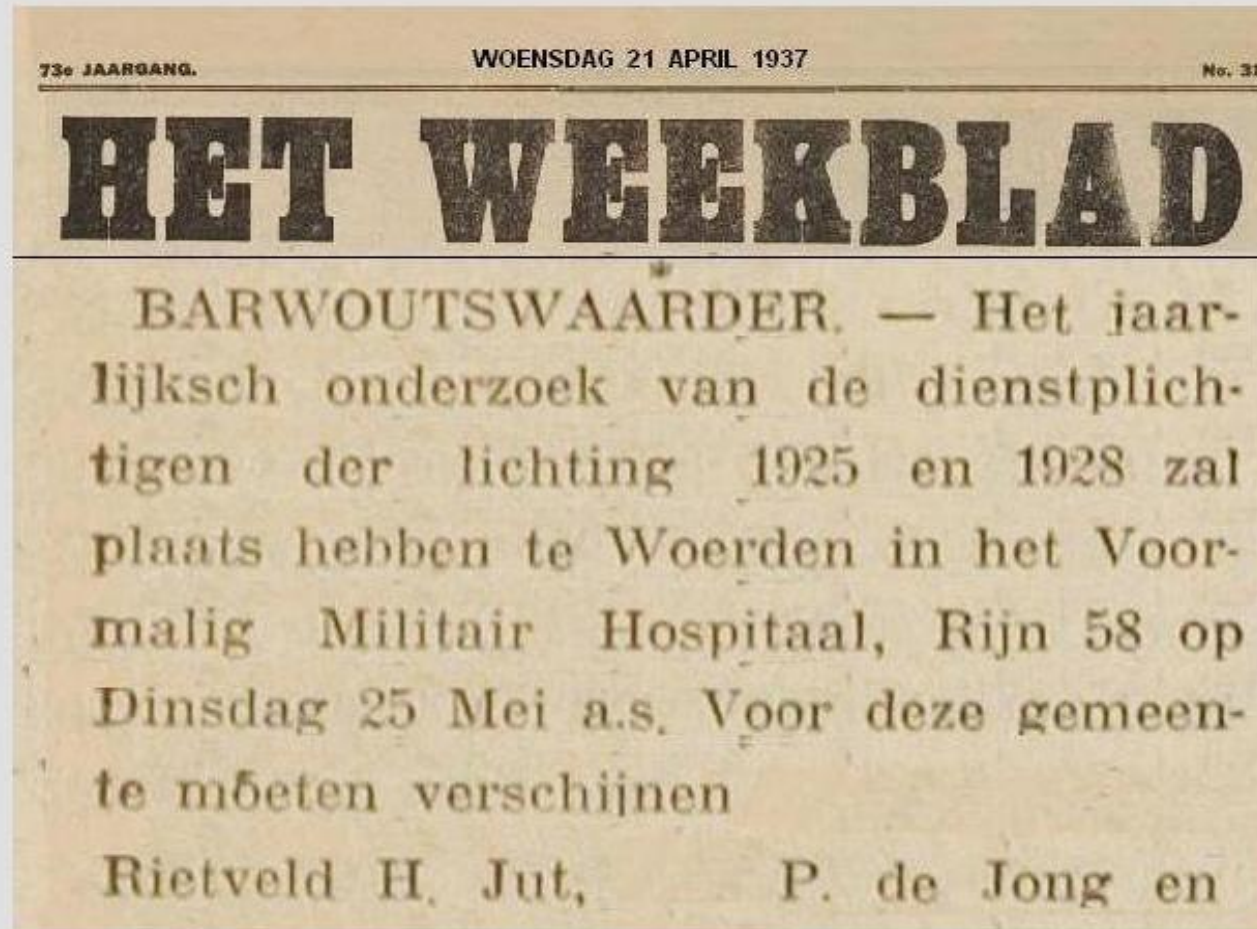 73e JAARGANG.
WOENSDAG 21 APRIL 1937
No.
HET WEEKBLAD
BARWOUTSWAARDER. — Het jaar-
lijksch onderzoek van de dienstplich-
tigen der lichting 1925 en 1928 zal
plaats hebben te Woerden in het Voor-
malig Militair Hospitaal, Rijn 58 op
Dinsdag 25 Mei a.s. Voor deze gemeen-
te moeten verschijnen
Rietveld H. Jut, P. de Jong en